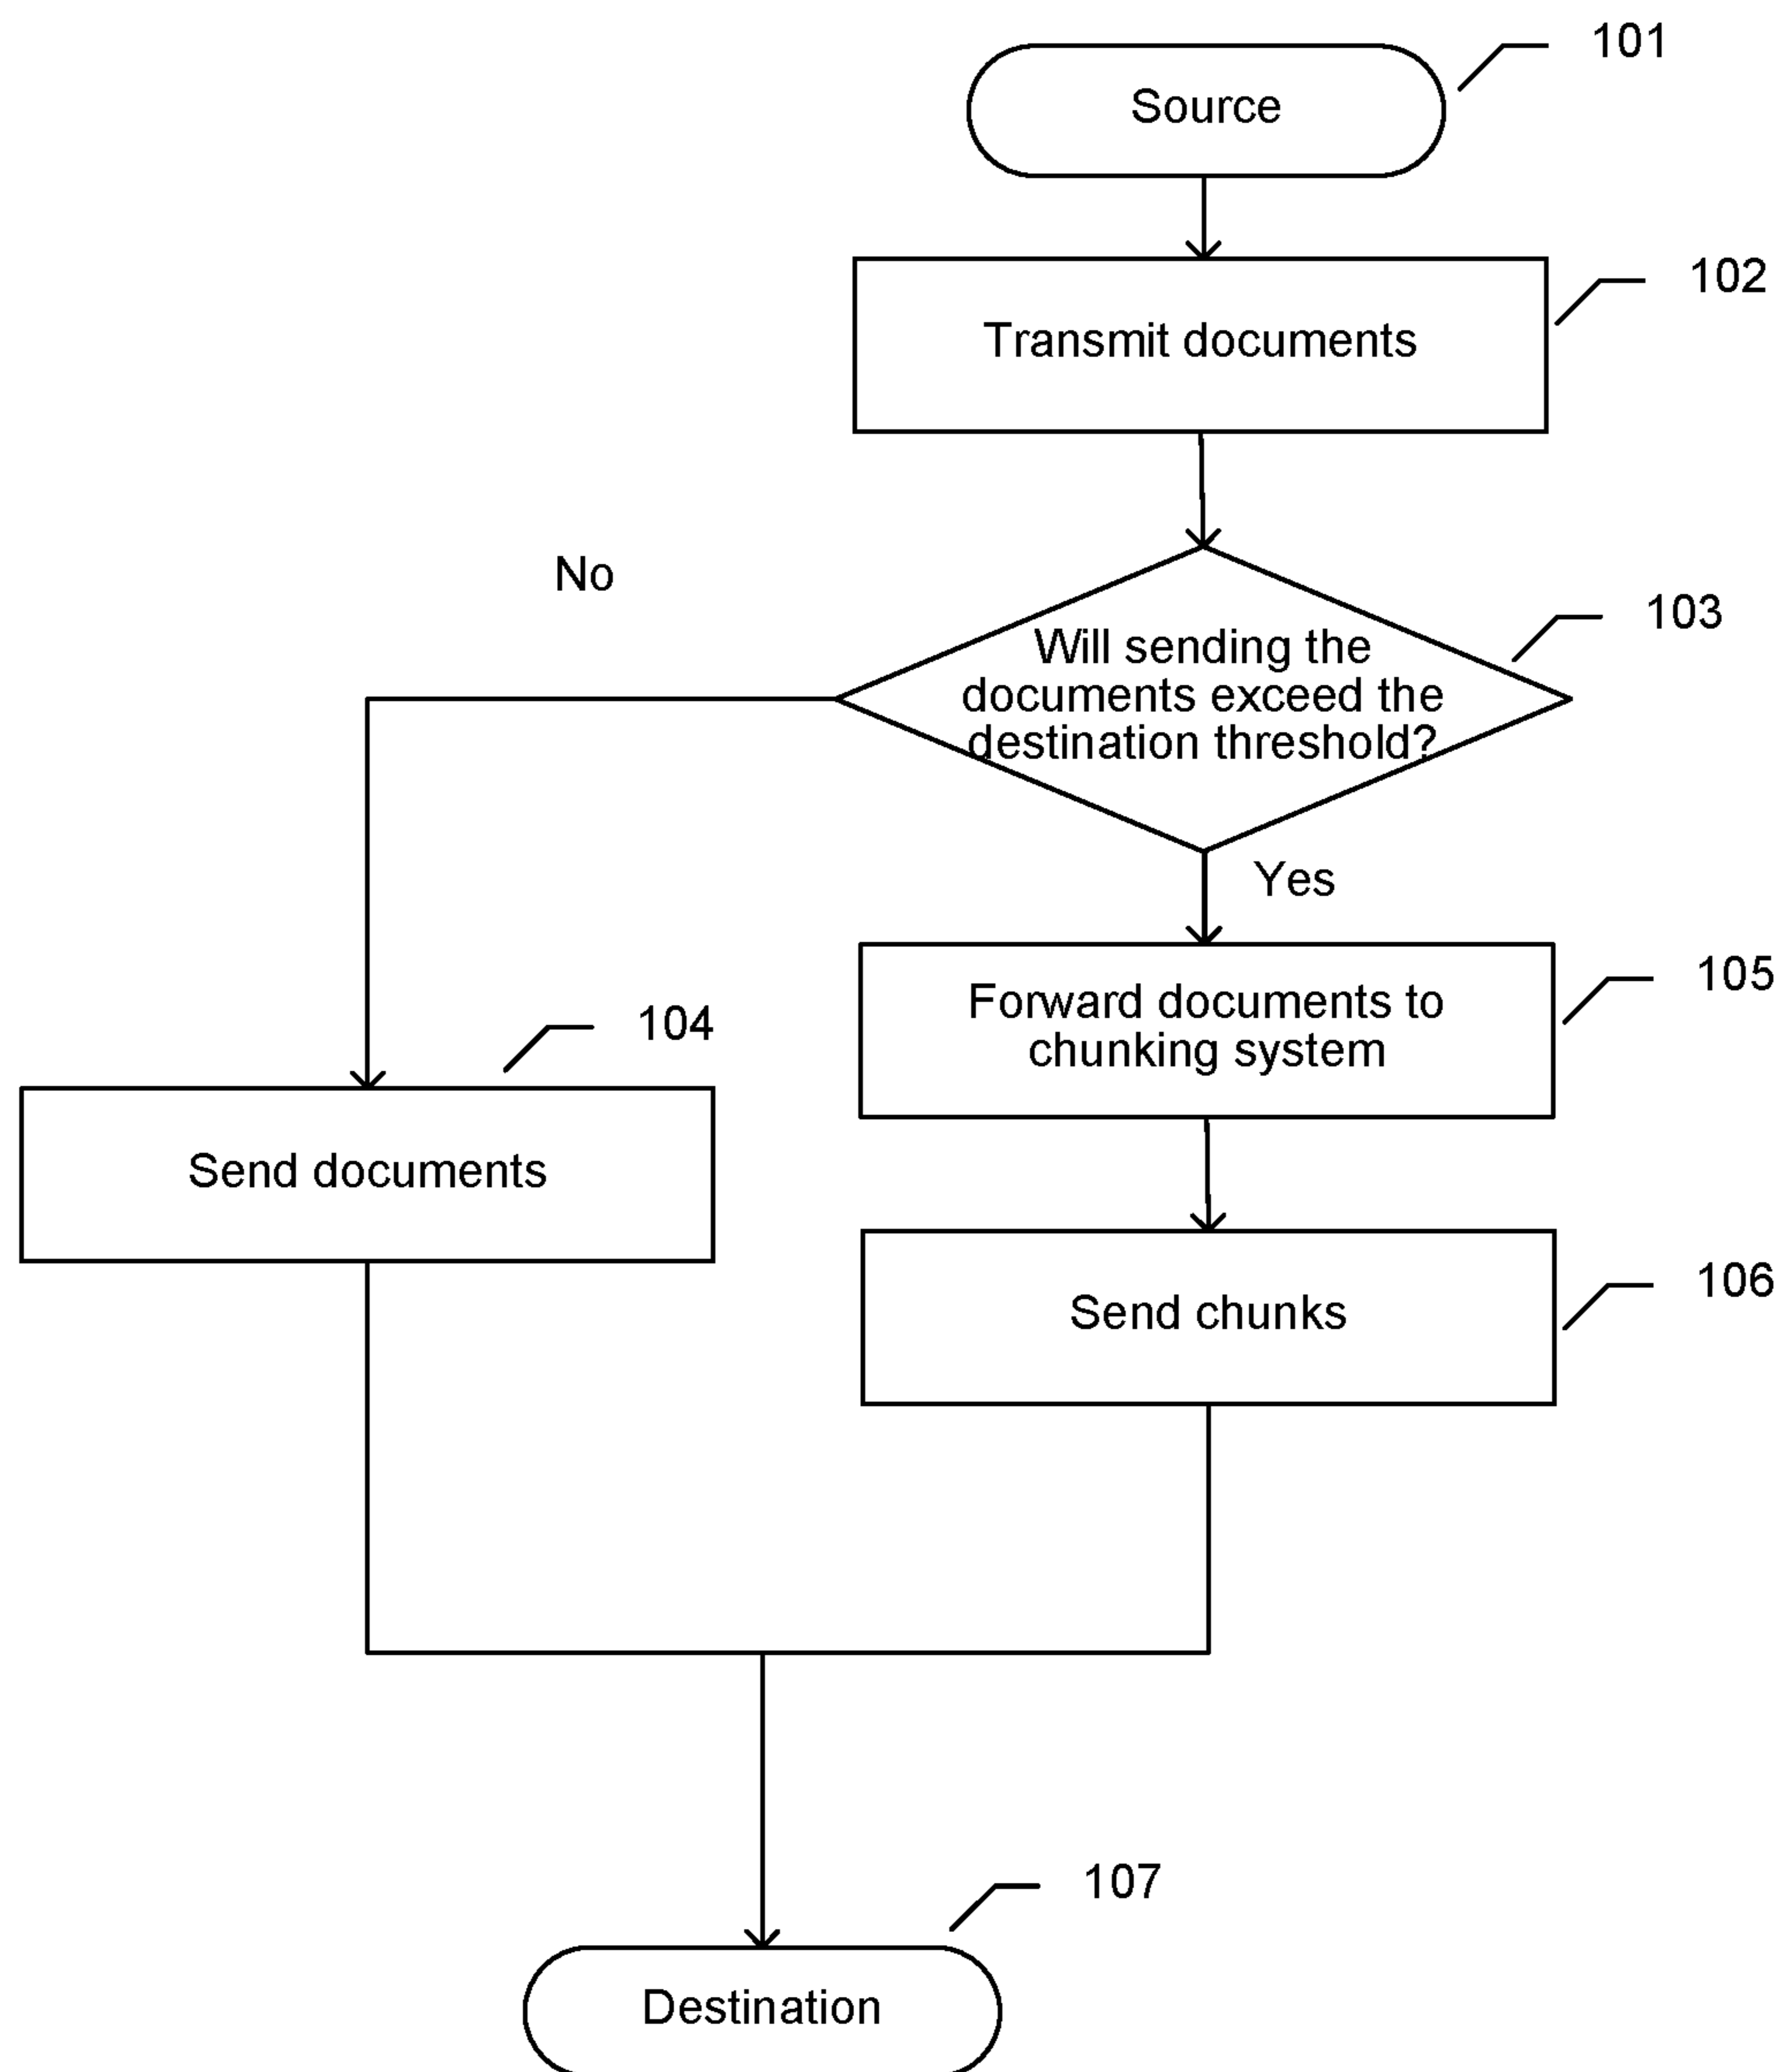 101
Source
102
Transmit documents
No
103
Will sending the
documents exceed the
destination threshold?
Yes
105
Forward documents to
chunking system
104
Send documents
106
Send chunks
107
Destination